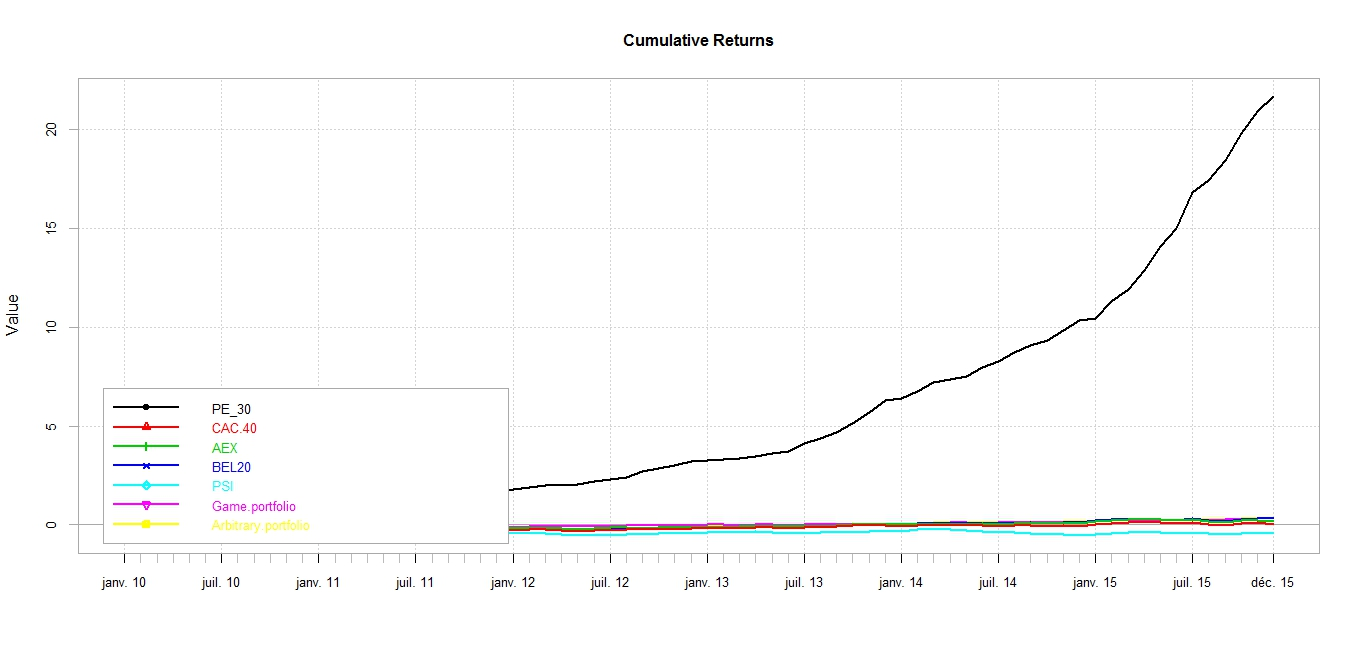 Cumulative Returns
Value
20
15
10
5
0
PE_30
CAC.40
AEX
BEL20
PSI
Game.portfolio
Arbitrary.portfolio
janv. 10 juil. 10 janv. 11 juil. 11 janv. 12 juil. 12 janv. 13 juil. 13 janv. 14 juil. 14 janv. 15 juil. 15 déc. 15